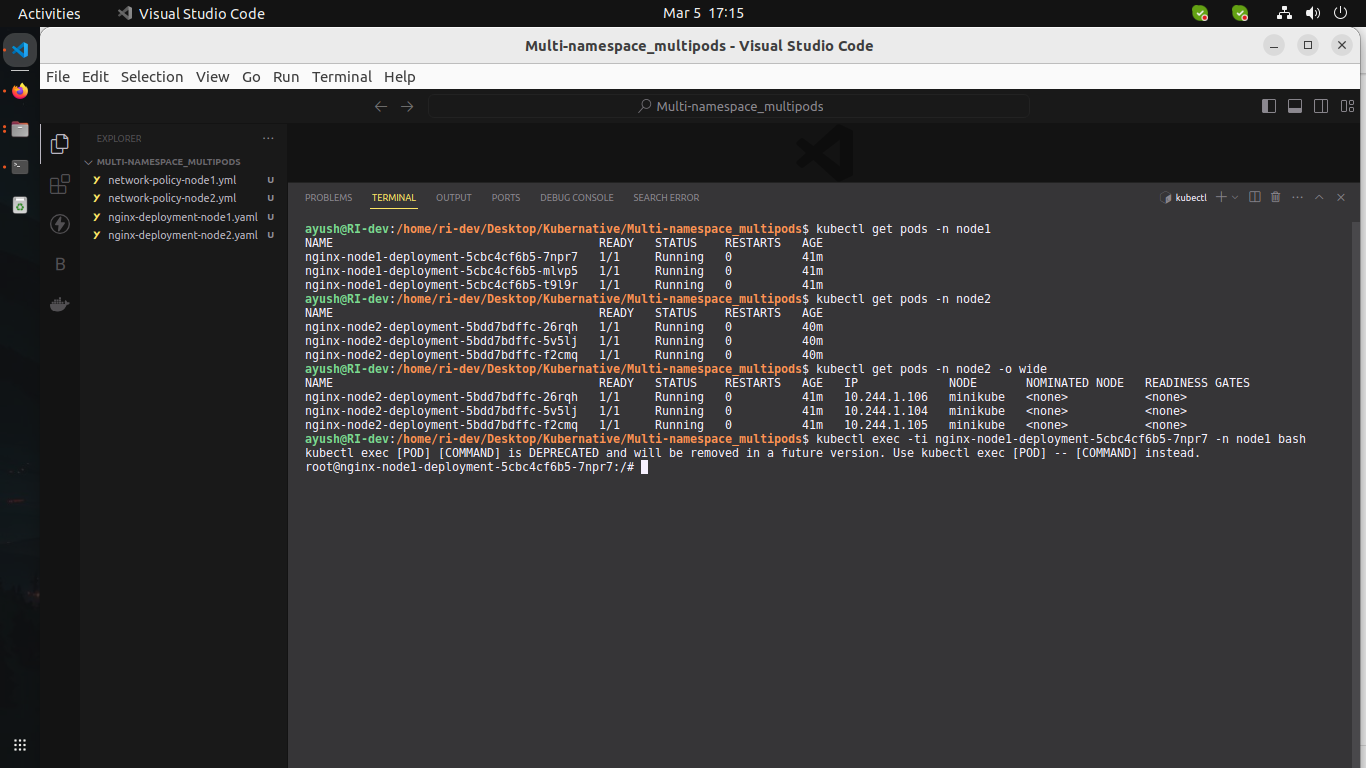 Activities Visual Studio Code Mar 5 17:15
Multi-namespace_multipods - Visual Studio Code
File Edit Selection View Go Run Terminal Help
Multi-namespace_multipods
EXPLORER
MULTI-NAMESPACE_MULTIPODS
network-policy-node1.yml U
network-policy-node2.yml U
nginx-deployment-node1.yaml U
nginx-deployment-node2.yaml U
PROBLEMS TERMINAL OUTPUT PORTS DEBUG CONSOLE SEARCH ERROR kubectl
ayush@RI-dev:/home/ri-dev/Desktop/Kubernative/Multi-namespace_multipods$ kubectl get pods -n node1
NAME READY STATUS RESTARTS AGE
nginx-node1-deployment-5cbc4cf6b5-7npr7 1/1 Running 0 41m
nginx-node1-deployment-5cbc4cf6b5-mlvp5 1/1 Running 0 41m
nginx-node1-deployment-5cbc4cf6b5-t9l9r 1/1 Running 0 41m
ayush@RI-dev:/home/ri-dev/Desktop/Kubernative/Multi-namespace_multipods$ kubectl get pods -n node2
NAME READY STATUS RESTARTS AGE
nginx-node2-deployment-5bdd7bdffc-26rqh 1/1 Running 0 40m
nginx-node2-deployment-5bdd7bdffc-5v5lj 1/1 Running 0 40m
nginx-node2-deployment-5bdd7bdffc-f2cmq 1/1 Running 0 40m
ayush@RI-dev:/home/ri-dev/Desktop/Kubernative/Multi-namespace_multipods$ kubectl get pods -n node2 -o wide
NAME READY STATUS RESTARTS AGE IP NODE NOMINATED NODE READINESS GATES
nginx-node2-deployment-5bdd7bdffc-26rqh 1/1 Running 0 41m 10.244.1.106 minikube <none> <none>
nginx-node2-deployment-5bdd7bdffc-5v5lj 1/1 Running 0 41m 10.244.1.104 minikube <none> <none>
nginx-node2-deployment-5bdd7bdffc-f2cmq 1/1 Running 0 41m 10.244.1.105 minikube <none> <none>
ayush@RI-dev:/home/ri-dev/Desktop/Kubernative/Multi-namespace_multipods$ kubectl exec -ti nginx-node1-deployment-5cbc4cf6b5-7npr7 -n node1 bash
kubectl exec [POD] [COMMAND] is DEPRECATED and will be removed in a future version. Use kubectl exec [POD] -- [COMMAND] instead.
root@nginx-node1-deployment-5cbc4cf6b5-7npr7:/#